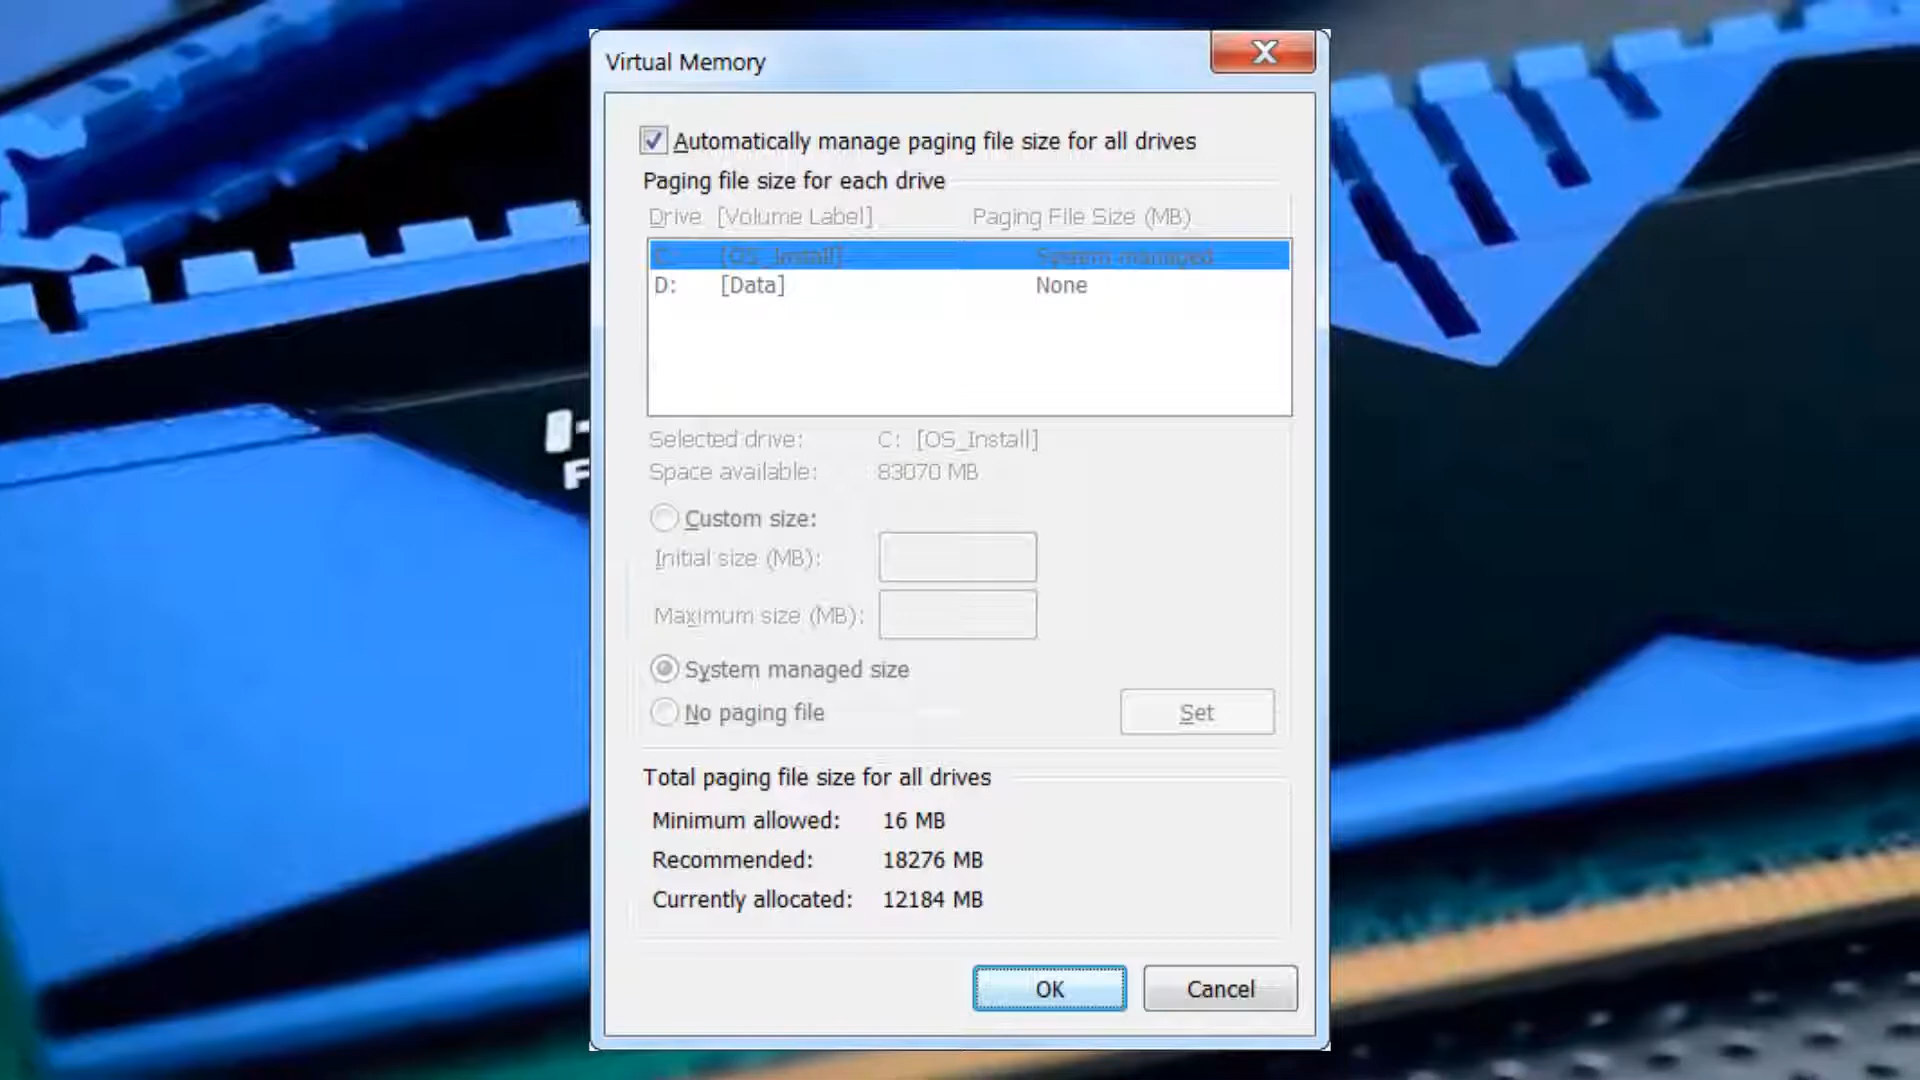 Virtual Memory
X
Automatically manage paging file size for all drives
Paging file size for each drive
Drive [Volume Label] Paging File Size (MB)
C: [OS_Install] System managed
D: [Data] None
Selected drive: C: [OS_Install]
Space available: 83070 MB
Custom size:
Initial size (MB):
Maximum size (MB):
System managed size
No paging file Set
Total paging file size for all drives
Minimum allowed: 16 MB
Recommended: 18276 MB
Currently allocated: 12184 MB
OK Cancel